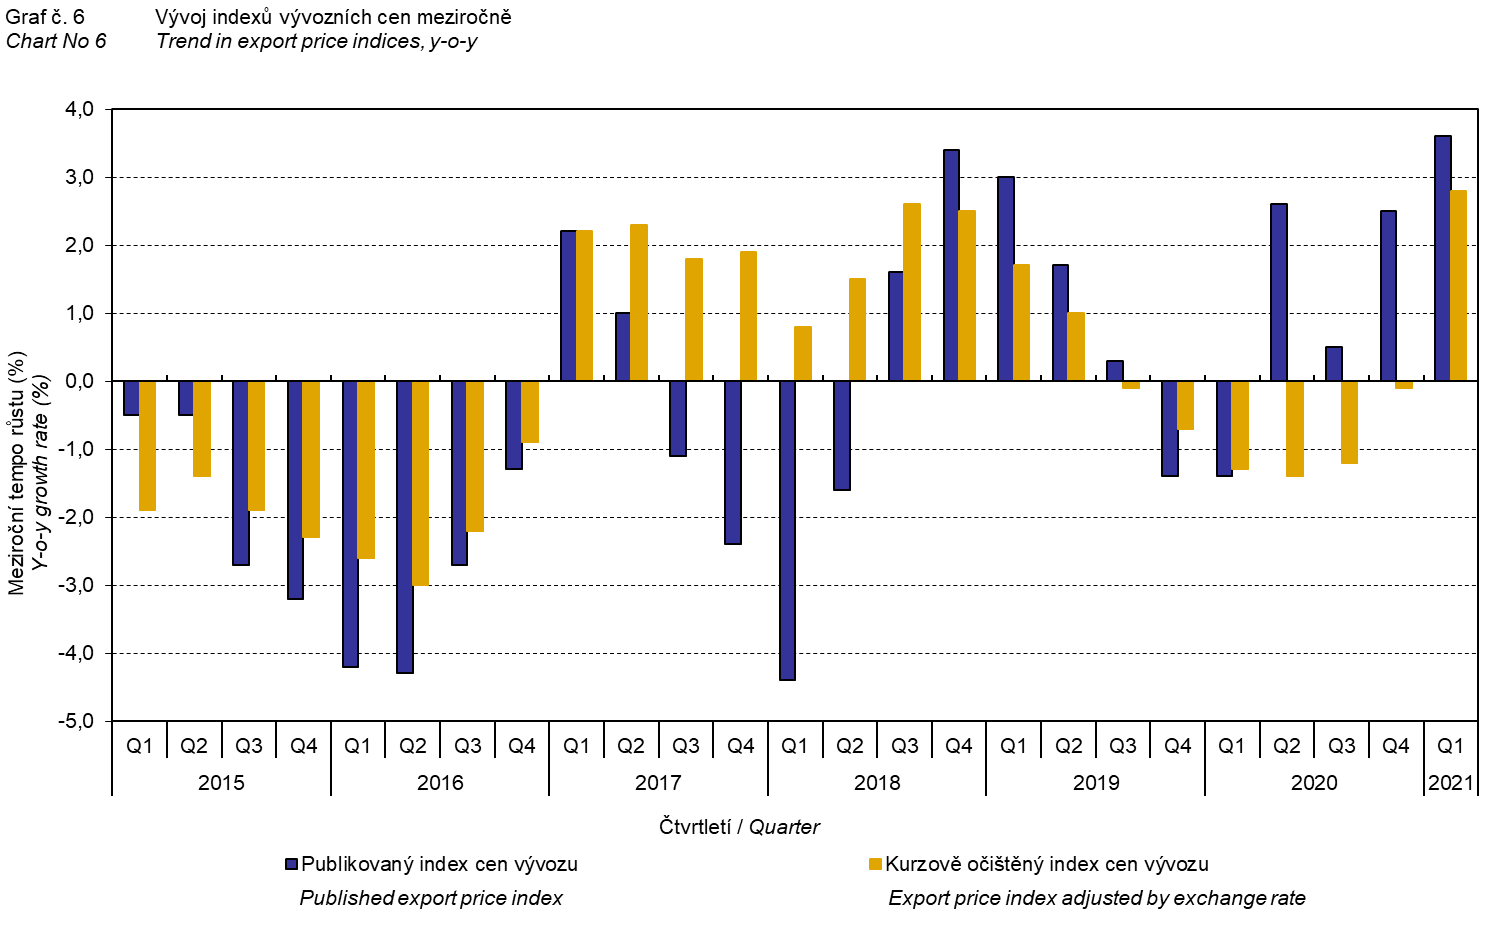 Graf č. 6 Vývoj indexů vývozních cen meziročně
Chart No 6 Trend in export price indices, y-o-y
Meziroční tempo růstu (%)
Y-o-y growth rate (%)
4,0
3,0
2,0
1,0
0,0
-1,0
-2,0
-3,0
-4,0
-5,0
Q1 Q2 Q3 Q4 Q1 Q2 Q3 Q4 Q1 Q2 Q3 Q4 Q1 Q2 Q3 Q4 Q1 Q2 Q3 Q4 Q1 Q2 Q3 Q4 Q1
2015 2016 2017 2018 2019 2020 2021
Čtvrtletí / Quarter
Publikovaný index cen vývozu Kurzově očištěný index cen vývozu
Published export price index Export price index adjusted by exchange rate